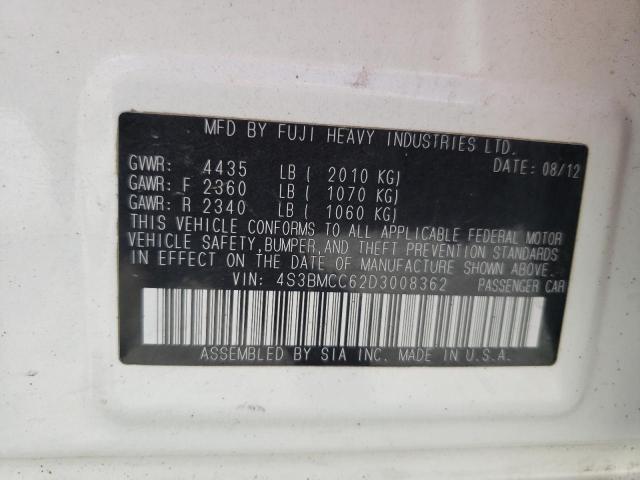 MFD BY FUJI HEAVY INDUSTRIES LTD.
GVWR: 4435 LB ( 2010 KG) DATE: 08/12
GAWR: F 2360 LB ( 1070 KG)
GAWR: R 2340 LB ( 1060 KG)
THIS VEHICLE CONFORMS TO ALL APPLICABLE FEDERAL MOTOR
VEHICLE SAFETY,BUMPER,AND THEFT PREVENTION STANDARDS
IN EFFECT ON THE DATE OF MANUFACTURE SHOWN ABOVE.
VIN: 4S3BMCC62D3008362 PASSENGER CAR
ASSEMBLED BY SIA INC. MADE IN U.S.A.